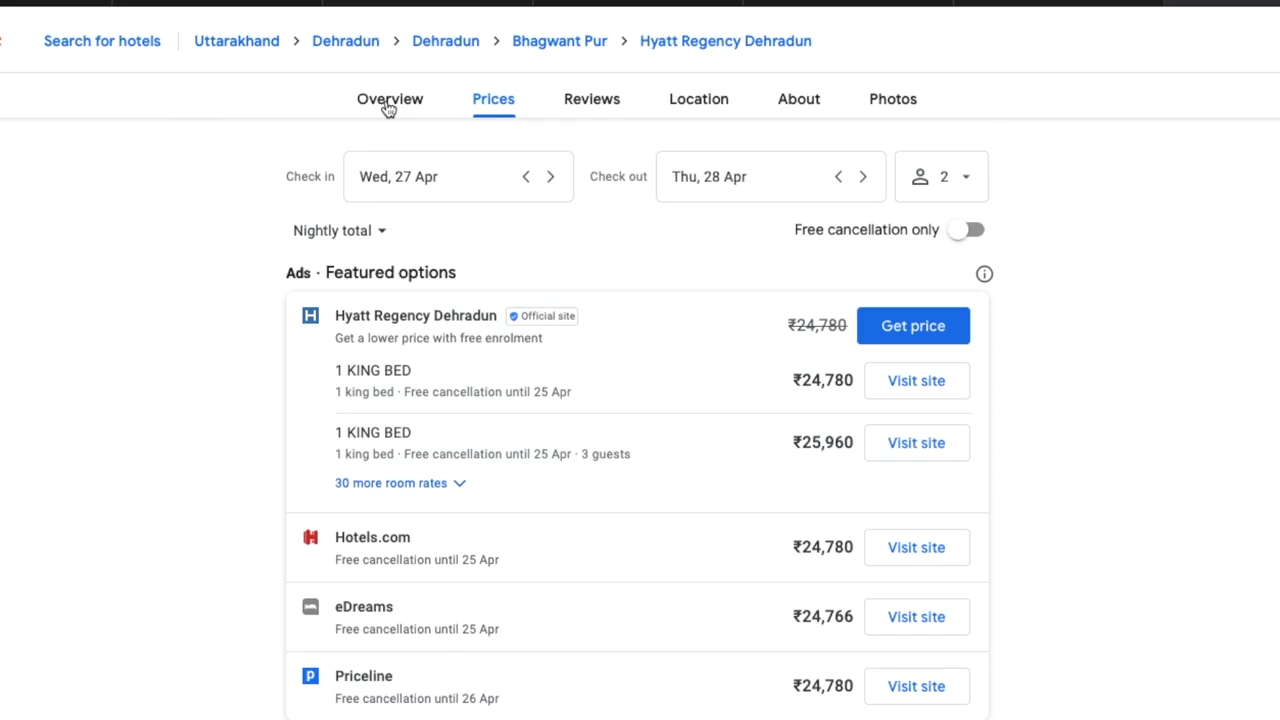 Search for hotels Uttarakhand > Dehradun > Dehradun > Bhagwant Pur > Hyatt Regency Dehradun
Overview Prices Reviews Location About Photos
Check in Wed, 27 Apr < > Check out Thu, 28 Apr < > 2
Nightly total Free cancellation only
Ads · Featured options
Hyatt Regency Dehradun Official site ₹24,780 Get price
Get a lower price with free enrolment
1 KING BED ₹24,780 Visit site
1 king bed · Free cancellation until 25 Apr
1 KING BED ₹25,960 Visit site
1 king bed · Free cancellation until 25 Apr · 3 guests
30 more room rates
Hotels.com ₹24,780 Visit site
Free cancellation until 25 Apr
eDreams ₹24,766 Visit site
Free cancellation until 25 Apr
Priceline ₹24,780 Visit site
Free cancellation until 26 Apr